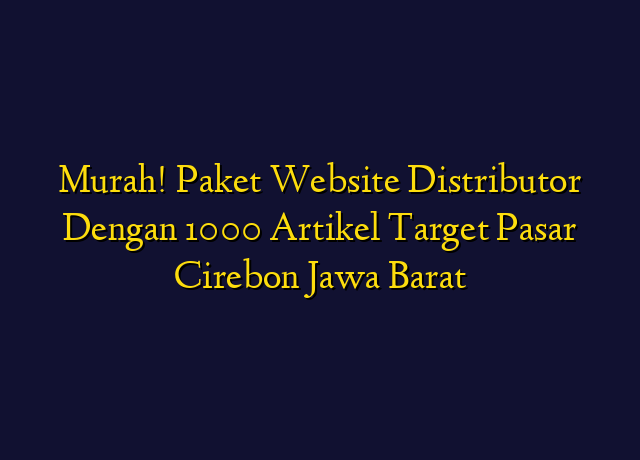 Murah! Paket Website Distributor
Dengan 1000 Artikel Target Pasar
Cirebon Jawa Barat